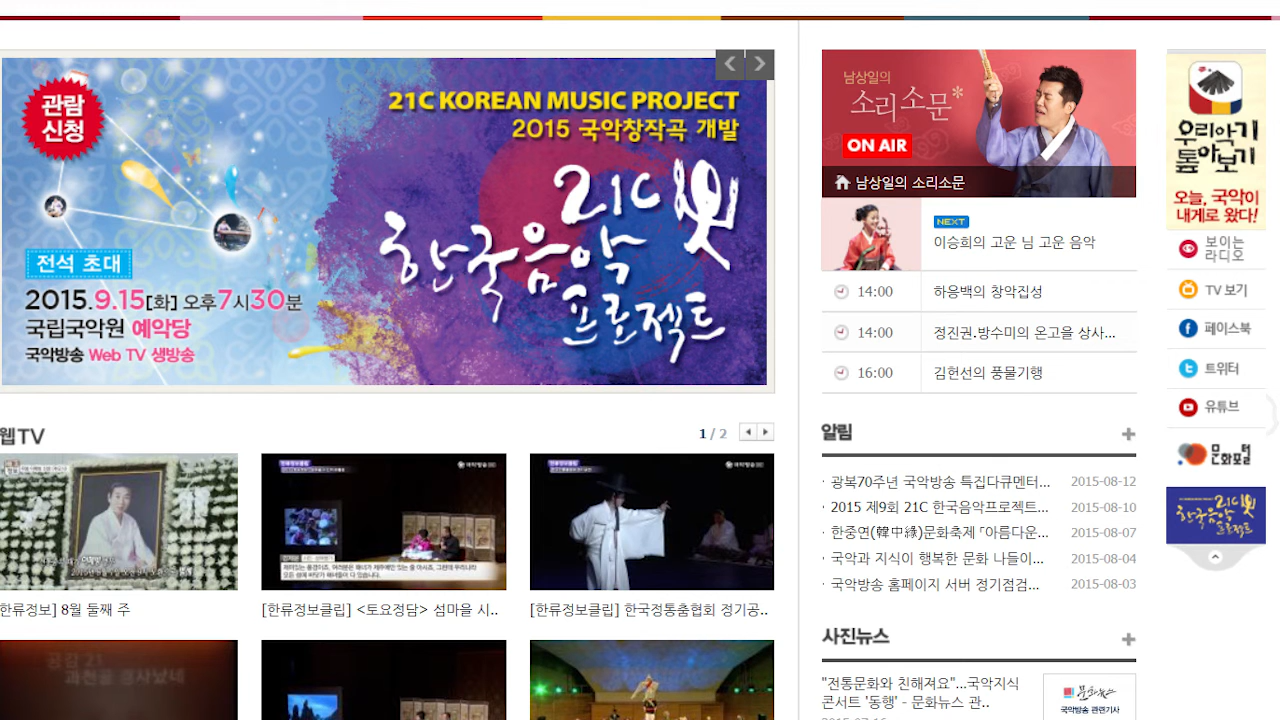 관람
신청
21C KOREAN MUSIC PROJECT
2015 국악창작곡 개발
21C
한국음악
프로젝트
전석 초대
2015.9.15[화] 오후7시30분
국립국악원 예악당
국악방송 Web TV 생방송
남상일의
소리소문*
ON AIR
남상일의 소리소문
NEXT
이승희의 고운 님 고운 음악
14:00 하응백의 창악집성
14:00 정진권.방수미의 온고을 상사...
16:00 김헌선의 풍물기행
우리악기
톺아보기
오늘, 국악이
내게로 왔다!
보이는
라디오
TV 보기
페이스북
트위터
유튜브
문화포털
21C
한국음악
프로젝트
웹TV
1 / 2
[한류정보] 8월 둘째 주
[한류정보클립] <토요정담> 섬마을 시..
[한류정보클립] 한국정통춤협회 정기공..
공감 21
알림
· 광복70주년 국악방송 특집다큐멘터... 2015-08-12
· 2015 제9회 21C 한국음악프로젝트... 2015-08-10
· 한중연(韓中緣)문화축제 「아름다운... 2015-08-07
· 국악과 지식이 행복한 문화 나들이... 2015-08-04
· 국악방송 홈페이지 서버 정기점검... 2015-08-03
사진뉴스
"전통문화와 친해져요"...국악지식
콘서트 '동행' - 문화뉴스 관..
문화뉴스
국악방송 관련기사